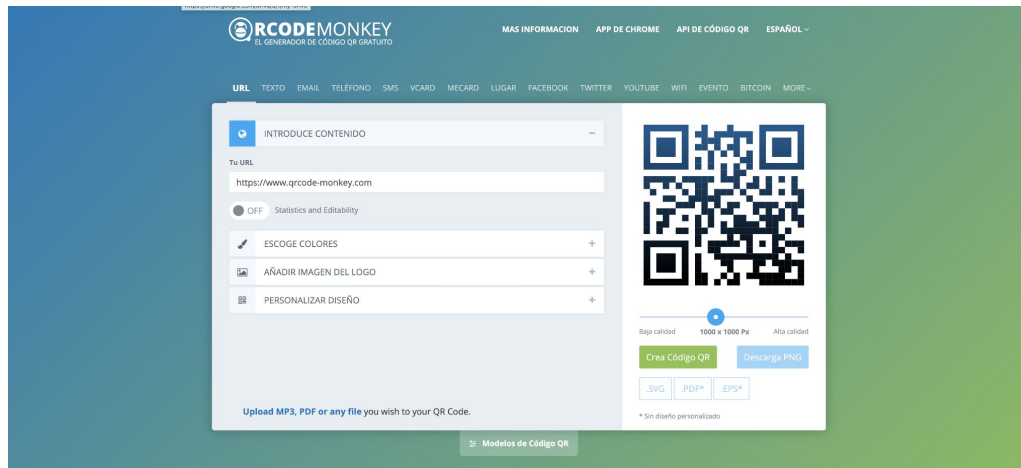 RCODEMONKEY
EL GENERADOR DE CÓDIGO QR GRATUITO
MAS INFORMACION APP DE CHROME API DE CÓDIGO QR ESPAÑOL
URL TEXTO EMAIL TELÉFONO SMS VCARD MECARD LUGAR FACEBOOK TWITTER YOUTUBE WIFI EVENTO BITCOIN MORE
INTRODUCE CONTENIDO
Tu URL
https://www.qrcode-monkey.com
OFF Statistics and Editability
ESCOGE COLORES
AÑADIR IMAGEN DEL LOGO
PERSONALIZAR DISEÑO
Upload MP3, PDF or any file you wish to your QR Code.
Baja calidad 1000 x 1000 Px Alta calidad
Crea Código QR Descarga PNG
.SVG .PDF* .EPS*
* Sin diseño personalizado
Modelos de Código QR